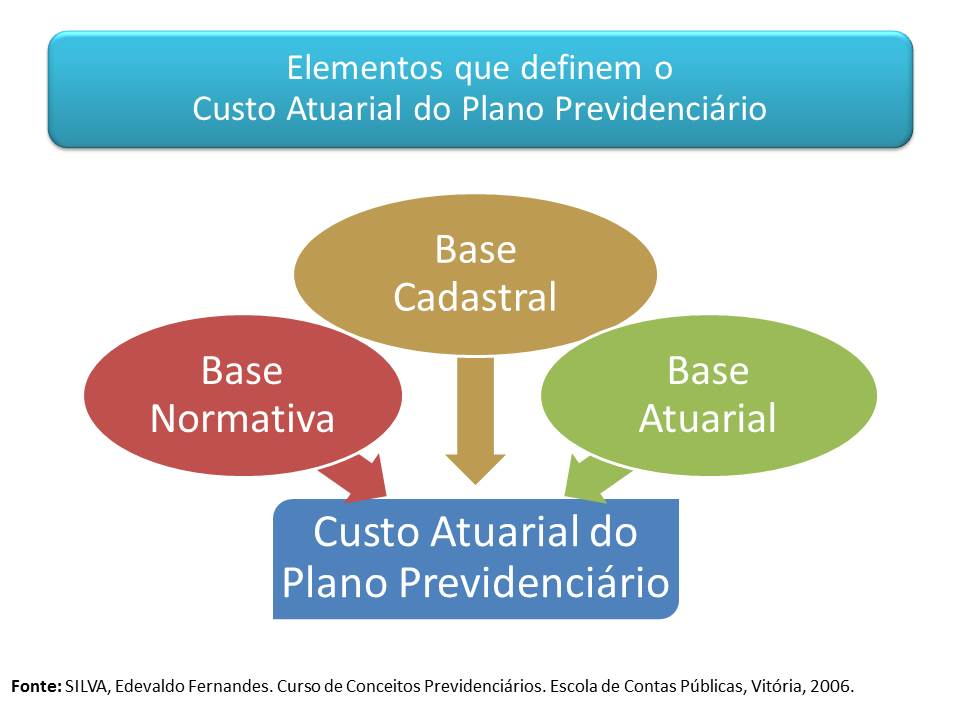 Elementos que definem o
Custo Atuarial do Plano Previdenciário
Base
Cadastral
Base
Normativa
Base
Atuarial
Custo Atuarial do
Plano Previdenciário
Fonte: SILVA, Edevaldo Fernandes. Curso de Conceitos Previdenciários. Escola de Contas Públicas, Vitória, 2006.